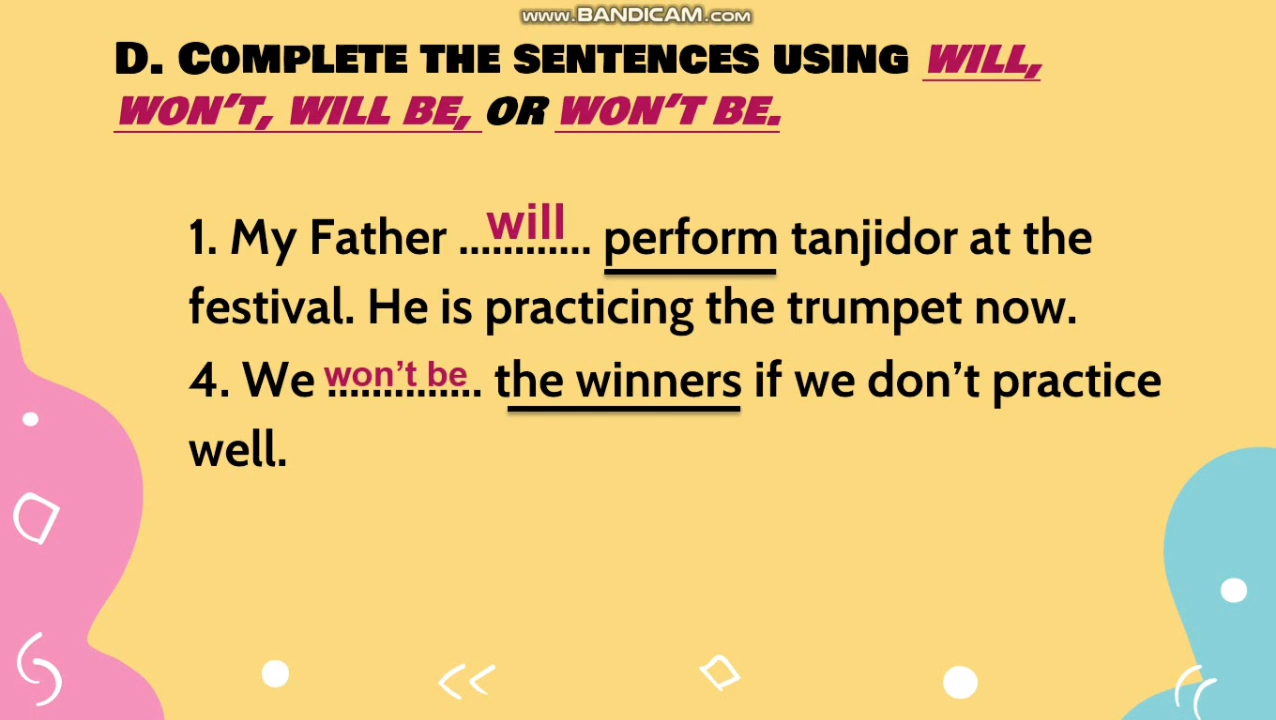 www.BANDICAM.com
D. COMPLETE THE SENTENCES USING WILL,
WON'T, WILL BE, OR WON'T BE.
1. My Father ............ will perform tanjidor at the
festival. He is practicing the trumpet now.
4. We .............. won't be the winners if we don't practice
well.